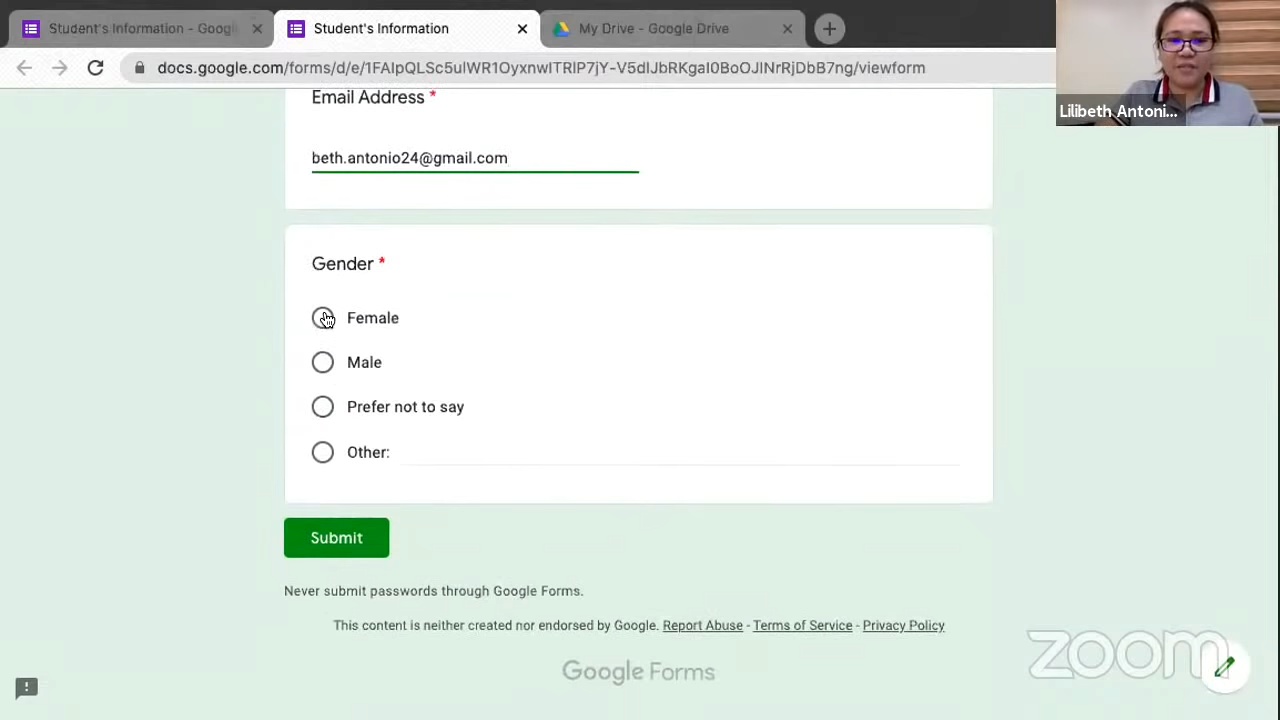 Student's Information - Googl
Student's Information
My Drive - Google Drive
docs.google.com/forms/d/e/1FAIpQLSc5ulWR1OyxnwITRlP7jY-V5dIJbRKgaI0BoOJINrRjDbB7ng/viewform
Lilibeth Antoni...
Email Address *
beth.antonio24@gmail.com
Gender *
Female
Male
Prefer not to say
Other:
Submit
Never submit passwords through Google Forms.
This content is neither created nor endorsed by Google. Report Abuse - Terms of Service - Privacy Policy
zoom
Google Forms